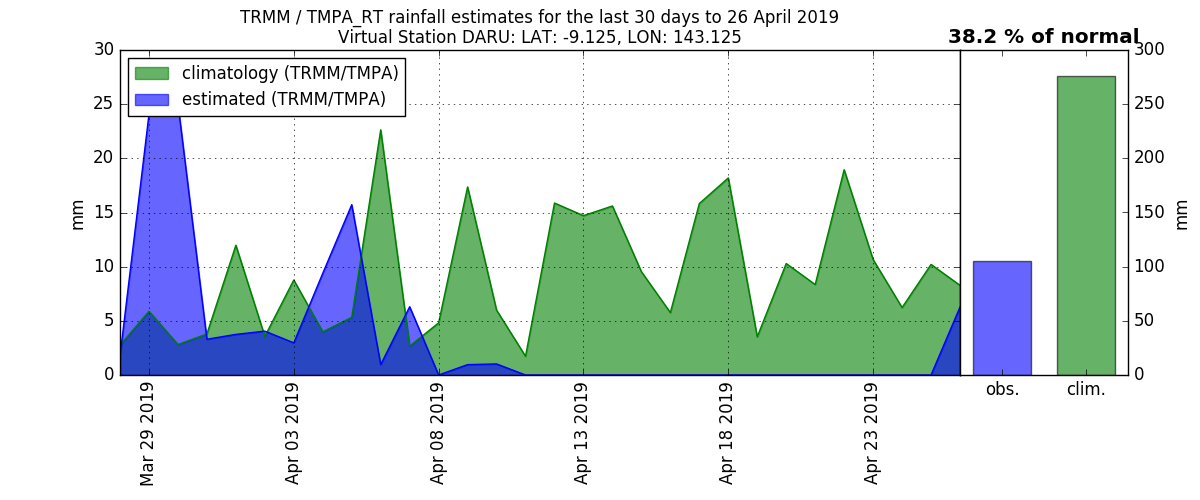 TRMM / TMPA_RT rainfall estimates for the last 30 days to 26 April 2019
Virtual Station DARU: LAT: -9.125, LON: 143.125
38.2 % of normal
climatology (TRMM/TMPA)
estimated (TRMM/TMPA)
30
25
20
15
10
5
0
mm
Mar 29 2019
Apr 03 2019
Apr 08 2019
Apr 13 2019
Apr 18 2019
Apr 23 2019
300
250
200
150
100
50
0
mm
obs.
clim.